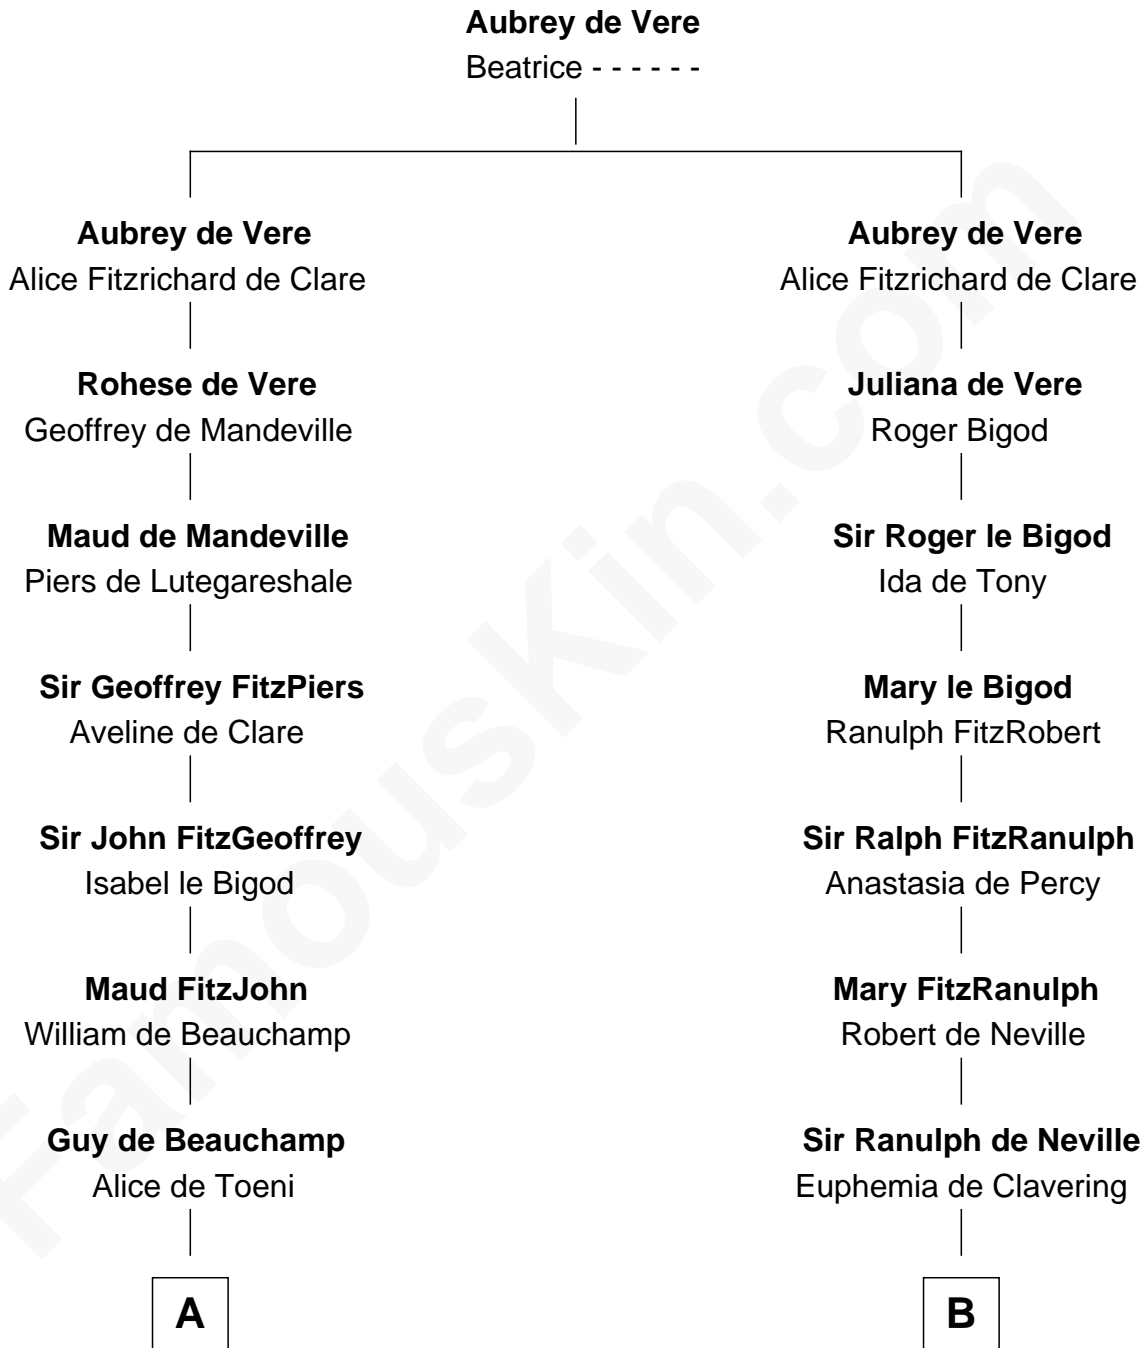 Aubrey de Vere
Beatrice - - - - - -
Aubrey de Vere
Alice Fitzrichard de Clare
Aubrey de Vere
Alice Fitzrichard de Clare
Rohese de Vere
Geoffrey de Mandeville
Juliana de Vere
Roger Bigod
Maud de Mandeville
Piers de Lutegareshale
Sir Roger le Bigod
Ida de Tony
Sir Geoffrey FitzPiers
Aveline de Clare
Mary le Bigod
Ranulph FitzRobert
Sir John FitzGeoffrey
Isabel le Bigod
Sir Ralph FitzRanulph
Anastasia de Percy
Maud FitzJohn
William de Beauchamp
Mary FitzRanulph
Robert de Neville
Guy de Beauchamp
Alice de Toeni
Sir Ranulph de Neville
Euphemia de Clavering
A
B
FamousKin.com